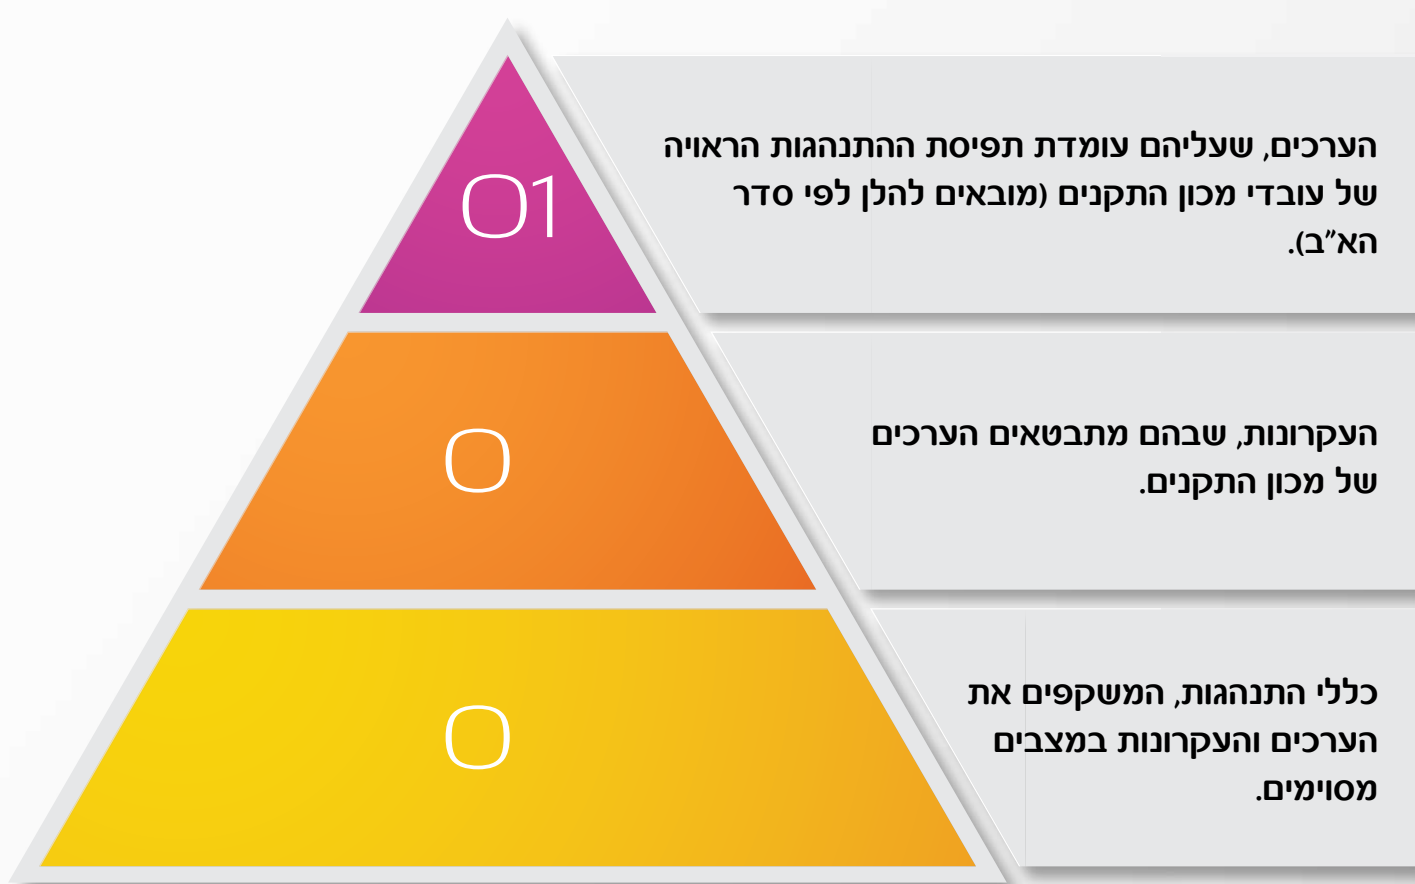 01
הערכים, שעליהם עומדת תפיסת ההתנהגות הראויה
של עובדי מכון התקנים (מובאים להלן לפי סדר
הא״ב).
0
העקרונות, שבהם מתבטאים הערכים
של מכון התקנים.
0
כללי התנהגות, המשקפים את
הערכים והעקרונות במצבים
מסוימים.